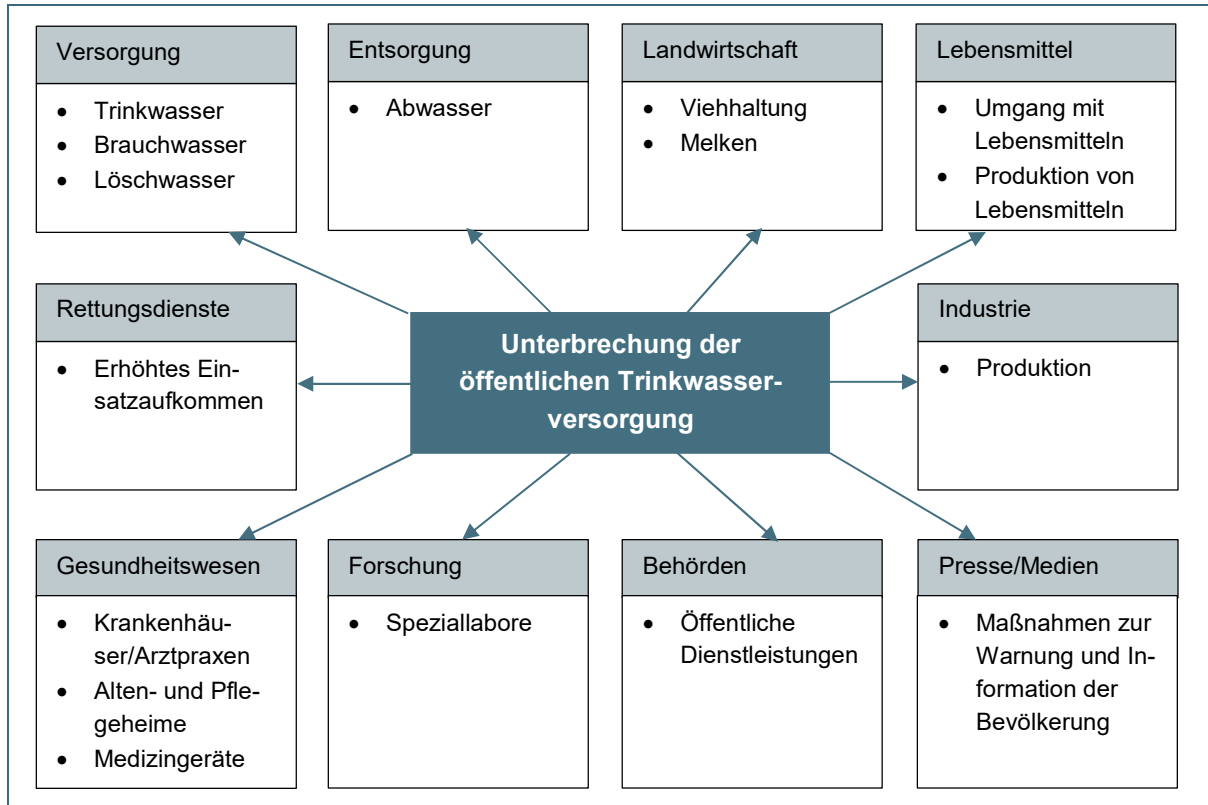 Versorgung
Trinkwasser
Brauchwasser
Löschwasser
Entsorgung
Abwasser
Landwirtschaft
Viehhaltung
Melken
Lebensmittel
Umgang mit
Lebensmitteln
Produktion von
Lebensmitteln
Rettungsdienste
Erhöhtes Ein-
satzaufkommen
Unterbrechung der
öffentlichen Trinkwasser-
versorgung
Industrie
Produktion
Gesundheitswesen
Krankenhäu-
ser/Arztpraxen
Alten- und Pfle-
geheime
Medizingeräte
Forschung
Speziallabore
Behörden
Öffentliche
Dienstleistungen
Presse/Medien
Maßnahmen zur
Warnung und In-
formation der
Bevölkerung